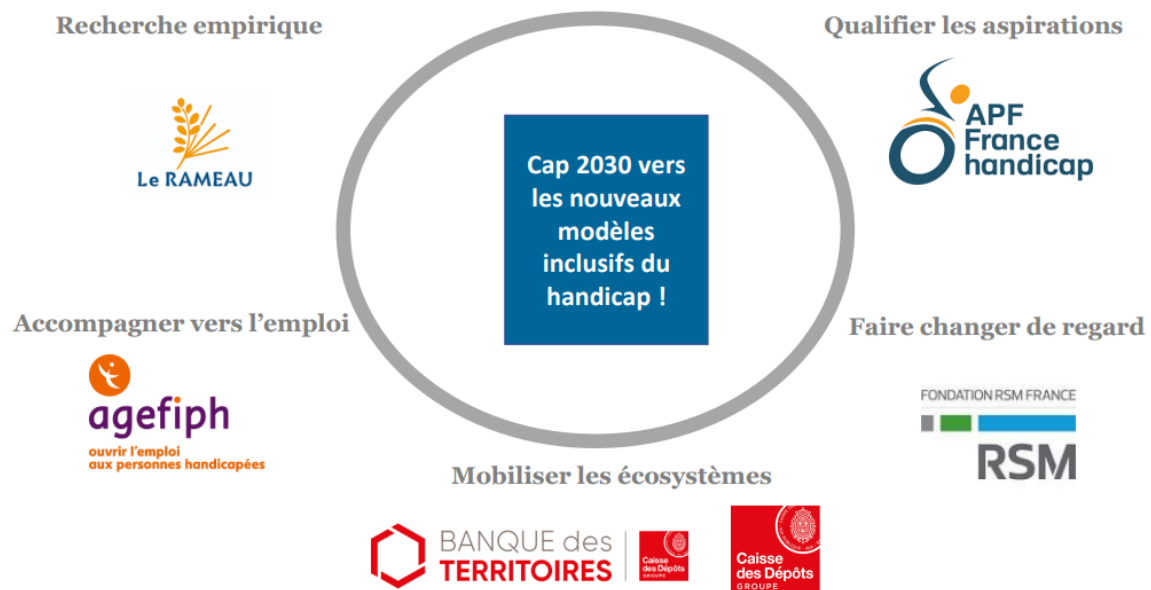 Recherche empirique
Qualifier les aspirations
Le RAMEAU
APF
France
handicap
Cap 2030 vers
les nouveaux
modèles
inclusifs du
handicap !
Accompagner vers l’emploi
Faire changer de regard
agefiph
ouvrir l’emploi
aux personnes handicapées
FONDATION RSM FRANCE
RSM
Mobiliser les écosystèmes
BANQUE des
TERRITOIRES
Caisse
des Dépôts
GROUPE
Caisse
des Dépôts
GROUPE